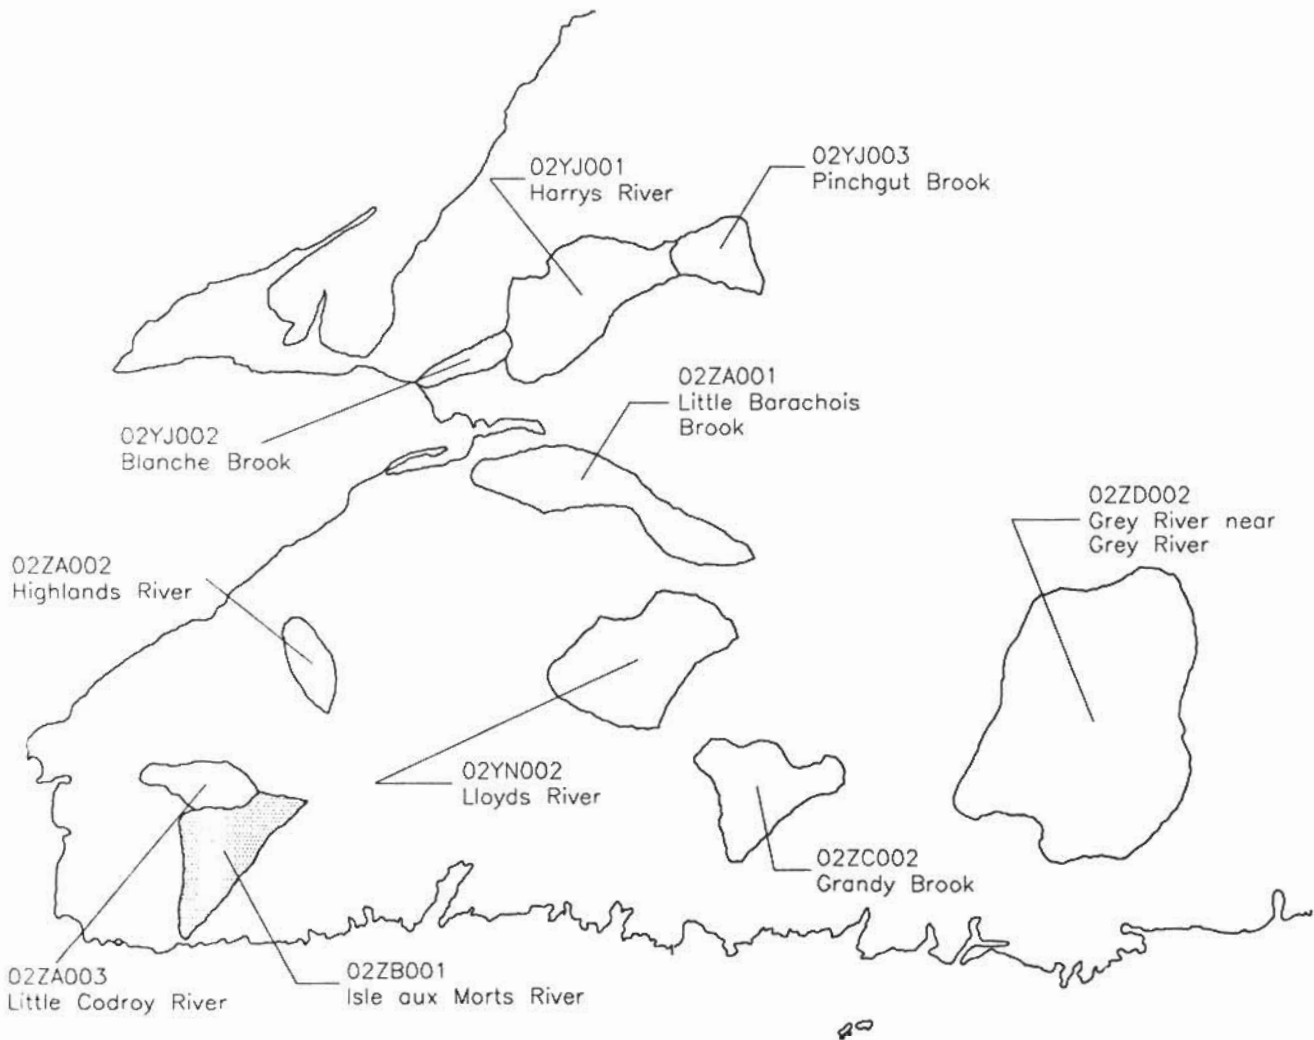 02YJ001
Harrys River
02YJ003
Pinchgut Brook
02ZA001
Little Barachois
Brook
02YJ002
Blanche Brook
02ZD002
Grey River near
Grey River
02ZA002
Highlands River
02YN002
Lloyds River
02ZC002
Grandy Brook
02ZA003
Little Codroy River
02ZB001
Isle aux Morts River